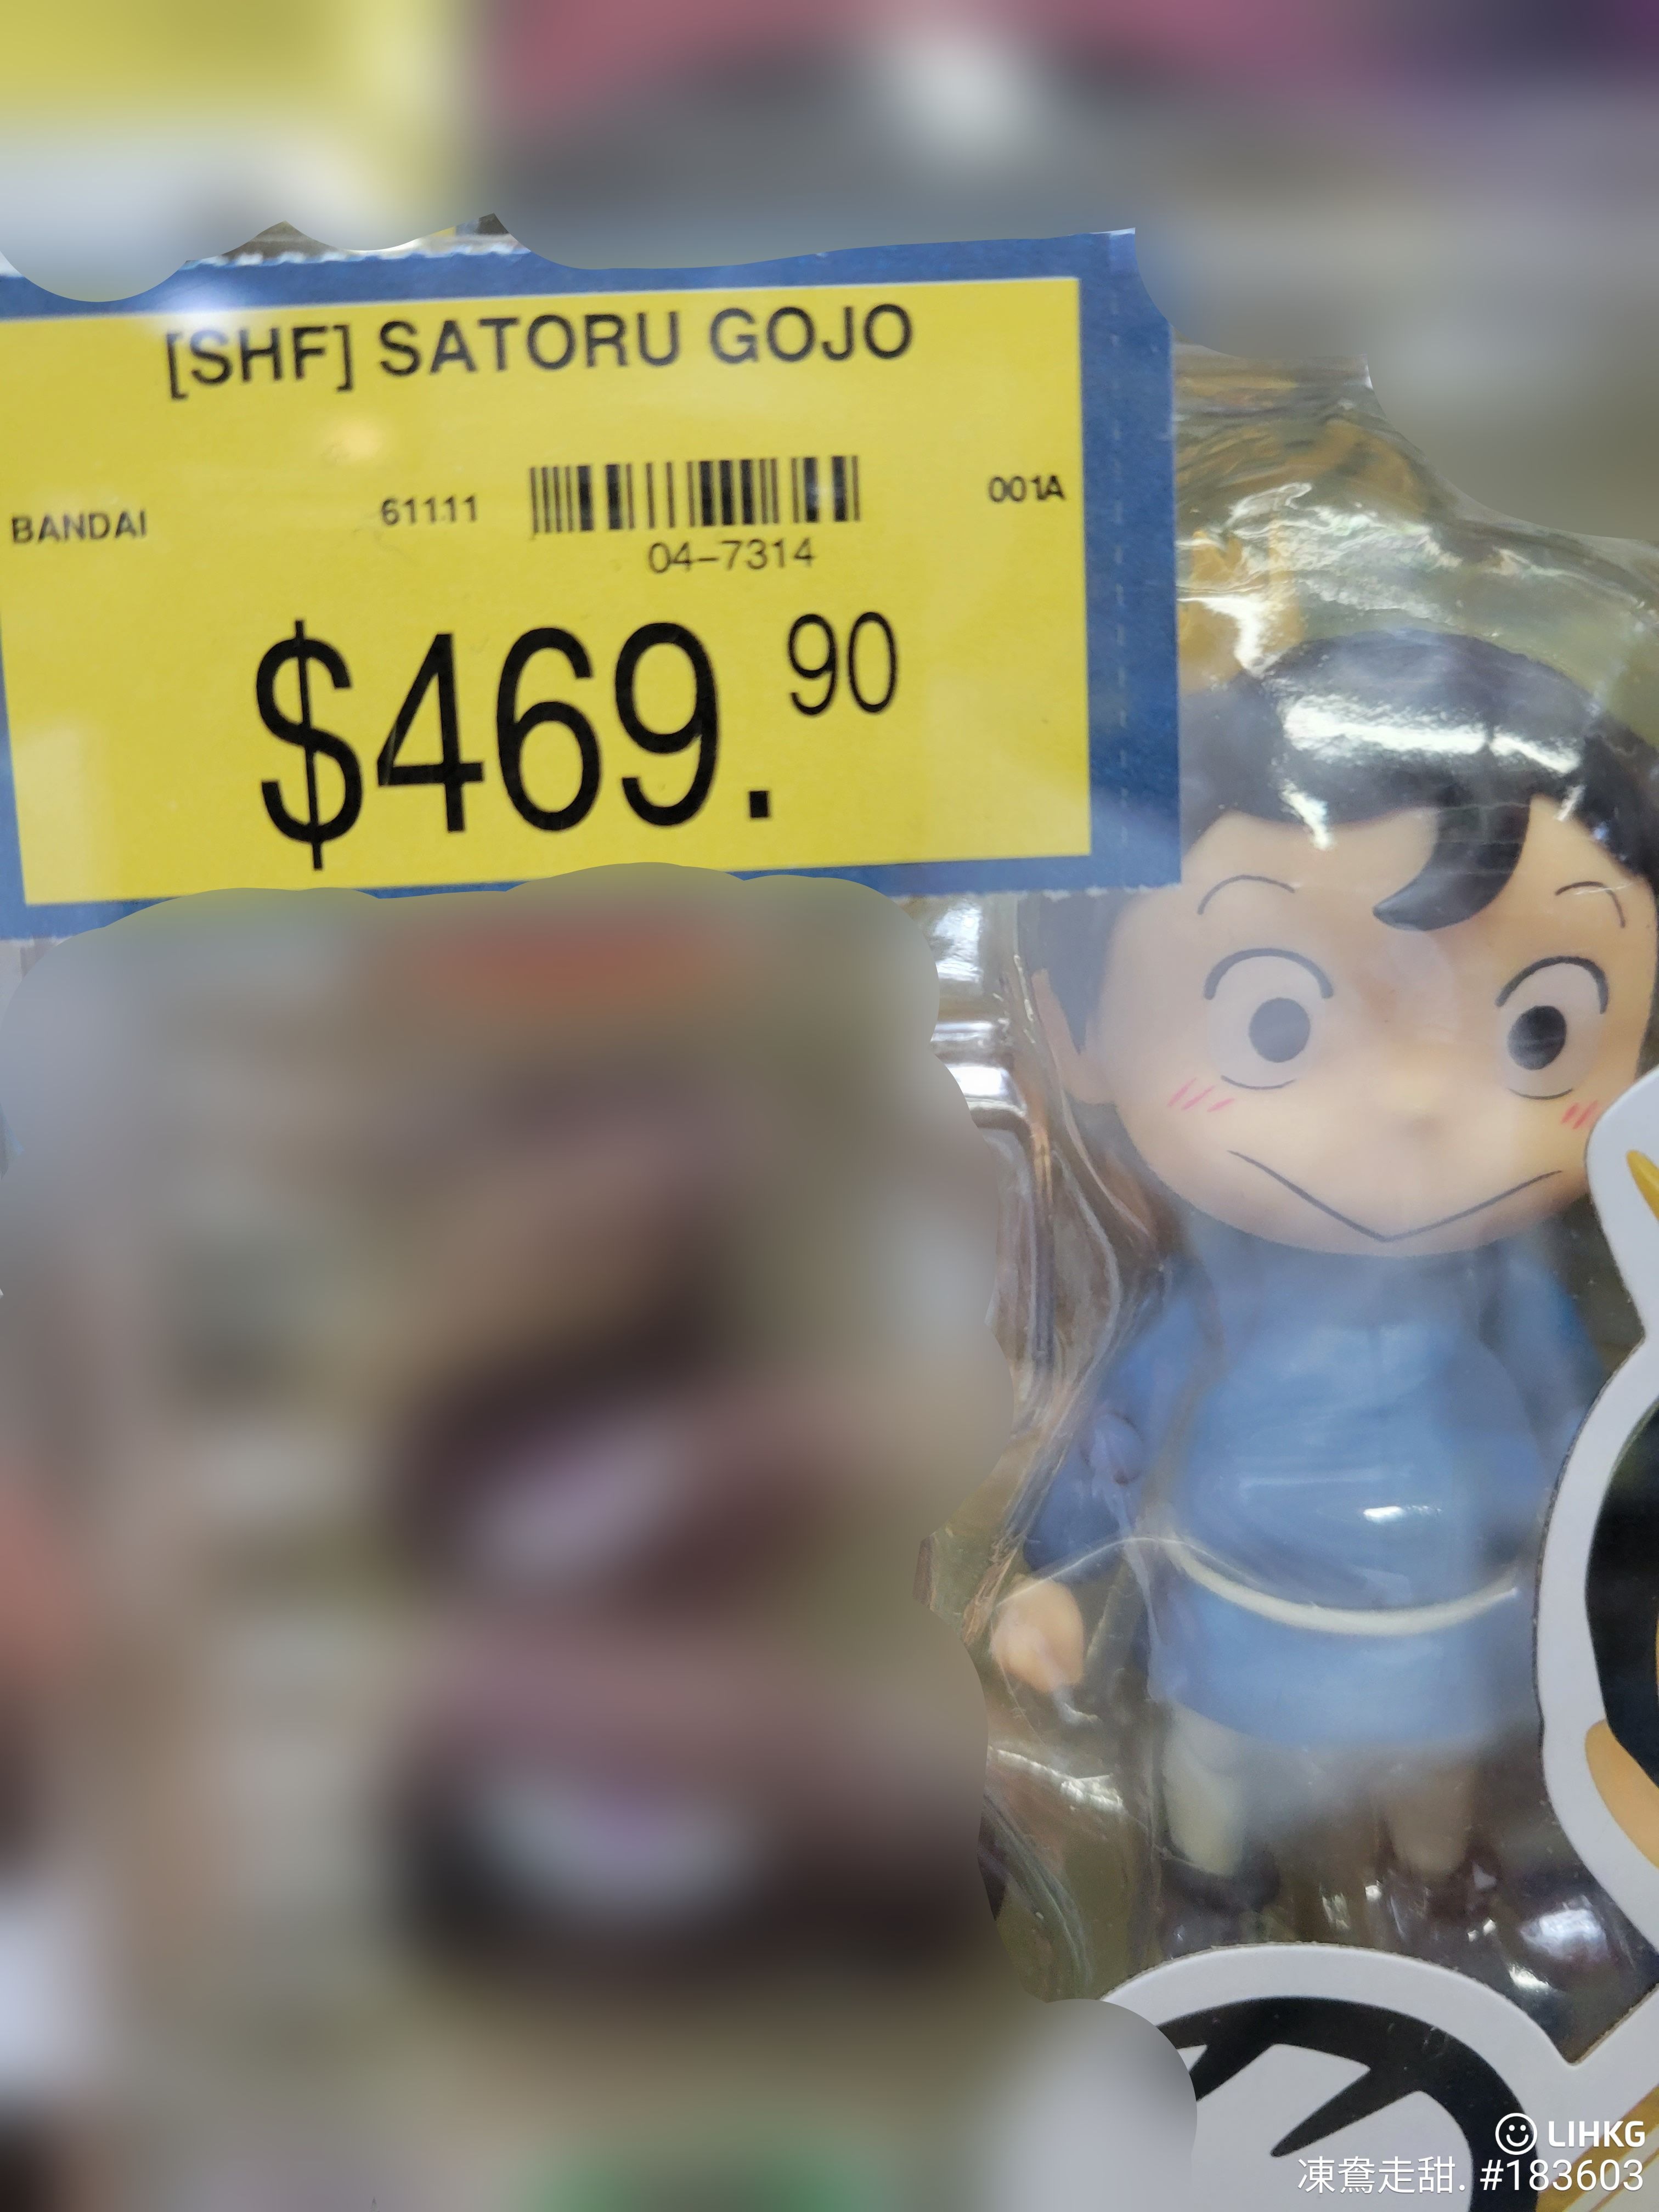 [SHF] SATORU GOJO
BANDAI 61111 001A
04-7314
$469.90
LIHKG
凍鴦走甜. #183603